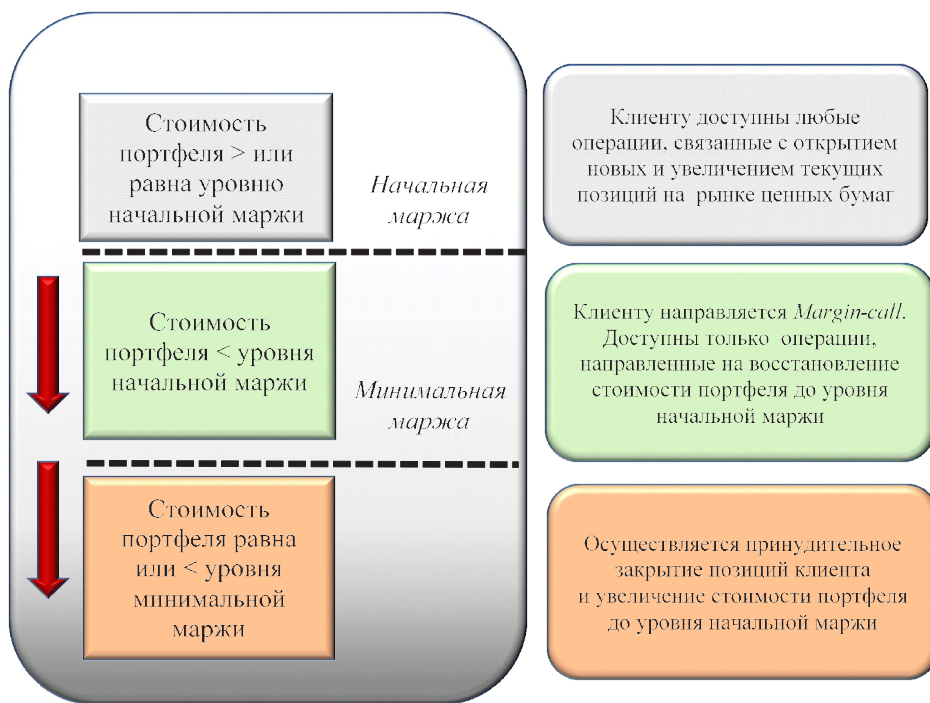 Стоимость
портфеля > или
равна уровню
начальной маржи
Начальная
маржа
Клиенту доступны любые
операции, связанные с открытием
новых и увеличением текущих
позиций на рынке ценных бумаг
Стоимость
портфеля < уровня
начальной маржи
Минимальная
маржа
Клиенту направляется Margin-call.
Доступны только операции,
направленные на восстановление
стоимости портфеля до уровня
начальной маржи
Стоимость
портфеля равна
или < уровня
минимальной
маржи
Осуществляется принудительное
закрытие позиций клиента
и увеличение стоимости портфеля
до уровня начальной маржи